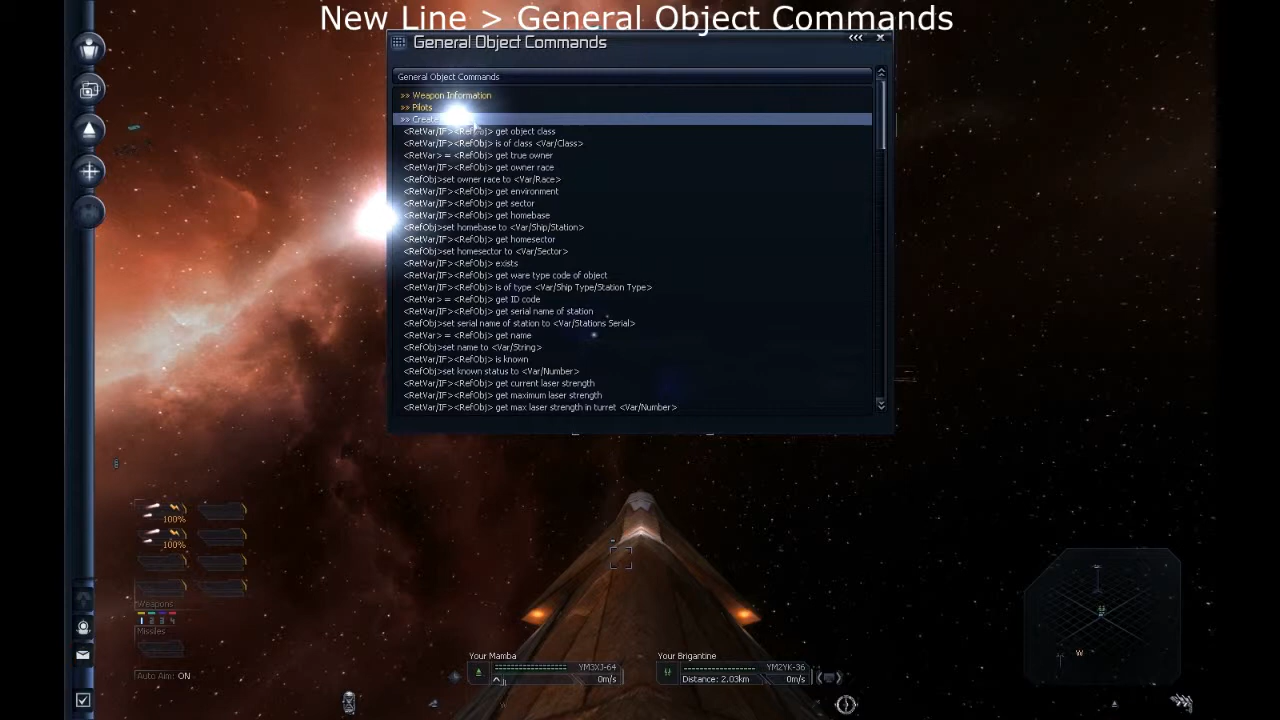 New Line > General Object Commands
General Object Commands
General Object Commands
>> Weapon Information
>> Pilots
>> Create
<RetVar/IF><RefObj> get object class
<RetVar/IF><RefObj> is of class <Var/Class>
<RetVar> = <RefObj> get true owner
<RetVar/IF><RefObj> get owner race
<RefObj>set owner race to <Var/Race>
<RetVar/IF><RefObj> get environment
<RetVar/IF><RefObj> get sector
<RetVar/IF><RefObj> get homebase
<RefObj>set homebase to <Var/Ship/Station>
<RetVar/IF><RefObj> get homesector
<RefObj>set homesector to <Var/Sector>
<RetVar/IF><RefObj> exists
<RetVar/IF><RefObj> get ware type code of object
<RetVar/IF><RefObj> is of type <Var/Ship Type/Station Type>
<RetVar> = <RefObj> get ID code
<RetVar/IF><RefObj> get serial name of station
<RefObj>set serial name of station to <Var/Stations Serial>
<RetVar> = <RefObj> get name
<RefObj>set name to <Var/String>
<RetVar/IF><RefObj> is known
<RefObj>set known status to <Var/Number>
<RetVar/IF><RefObj> get current laser strength
<RetVar/IF><RefObj> get maximum laser strength
<RetVar/IF><RefObj> get max laser strength in turret <Var/Number>
100%
100%
Weapons
1 2 3 4
Missiles
Auto Aim: ON
Your Mamba
YM3XJ-64
0m/s
Your Brigantine
YM2YK-36
Distance: 2.03km 0m/s
W